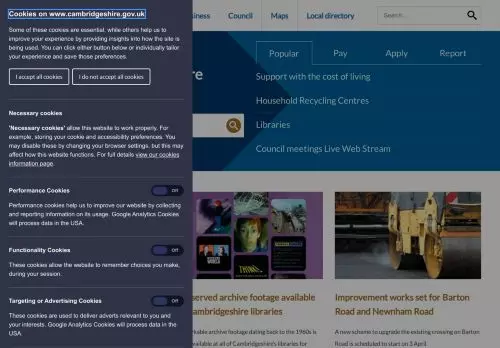 Cookies on www.cambridgeshire.gov.uk
Some of these cookies are essential, while others help us to
improve your experience by providing insights into how the site is
being used. You can click either button below or individually tailor
your experience and save those preferences.
I accept all cookies
I do not accept all cookies
Necessary cookies
'Necessary cookies' allow this website to work properly. For
example, storing your cookie and accessibility preferences. You
may disable these by changing your browser settings, but this may
affect how this website functions. For full details view our cookies
information page.
Performance Cookies
Off
Performance cookies help us to improve our website by collecting
and reporting information on its usage. Google Analytics Cookies
will process data in the USA.
Functionality Cookies
Off
These cookies allow the website to remember choices you make,
during your session.
Targeting or Advertising Cookies
Off
These cookies are used to deliver adverts relevant to you and
your interests. Google Analytics Cookies will process data in the
USA
siness
Council
Maps
Local directory
re
Popular
Pay
Apply
Report
Support with the cost of living
Household Recycling Centres
Libraries
Council meetings Live Web Stream
served archive footage available
ambridgeshire libraries
rkable archive footage dating back to the 1960s is
vailable at all of Cambridgeshire's libraries for
Improvement works set for Barton
Road and Newnham Road
A new scheme to upgrade the existing crossing on Barton
Road is scheduled to start on 3 April.